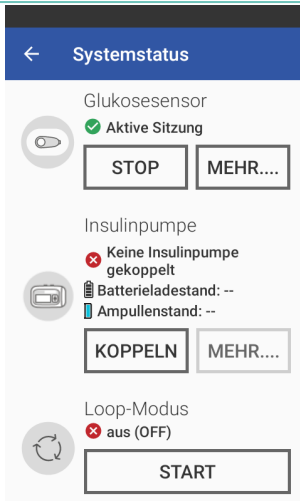 Systemstatus
Glukosesensor
Aktive Sitzung
STOP MEHR....
Insulinpumpe
Keine Insulinpumpe
gekoppelt
Batterieladestand: --
Ampullenstand: --
KOPPELN MEHR....
Loop-Modus
aus (OFF)
START